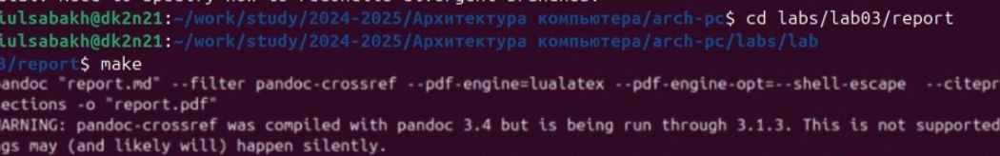 need to specify how to reconcile divergent branches.
iulsabakh@dk2n21:~/work/study/2024-2025/Архитектура компьютера/arch-pc$ cd labs/lab03/report
iulsabakh@dk2n21:~/work/study/2024-2025/Архитектура компьютера/arch-pc/labs/lab
3/report$ make
pandoc "report.md" --filter pandoc-crossref --pdf-engine=lualatex --pdf-engine-opt=--shell-escape --citepr
ections -o "report.pdf"
WARNING: pandoc-crossref was compiled with pandoc 3.4 but is being run through 3.1.3. This is not supported
gs may (and likely will) happen silently.